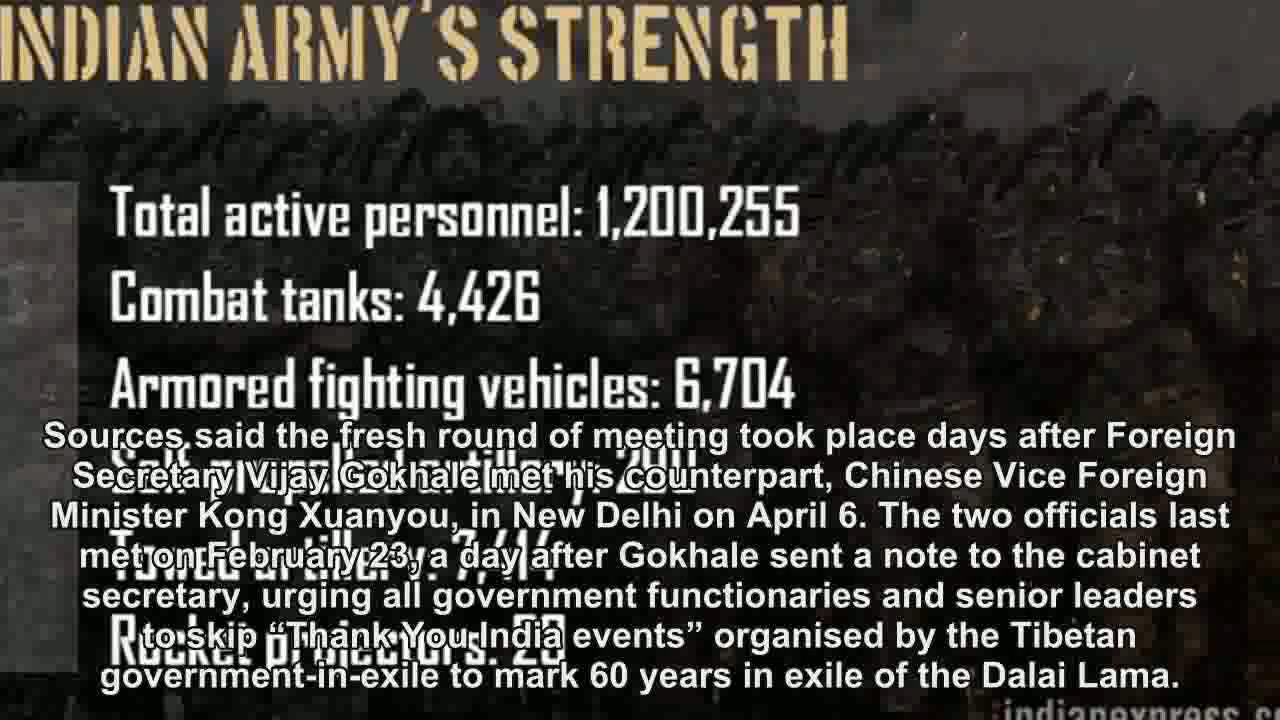 INDIAN ARMY'S STRENGTH
Total active personnel: 1,200,255
Combat tanks: 4,426
Armored fighting vehicles: 6,704
Sources said the fresh round of meeting took place days after Foreign
Secretary Vijay Gokhale met his counterpart, Chinese Vice Foreign
Minister Kong Xuanyou, in New Delhi on April 6. The two officials last
met on February 23, a day after Gokhale sent a note to the cabinet
secretary, urging all government functionaries and senior leaders
to skip “Thank You India events” organised by the Tibetan
government-in-exile to mark 60 years in exile of the Dalai Lama.
Towed artillery: 7,414